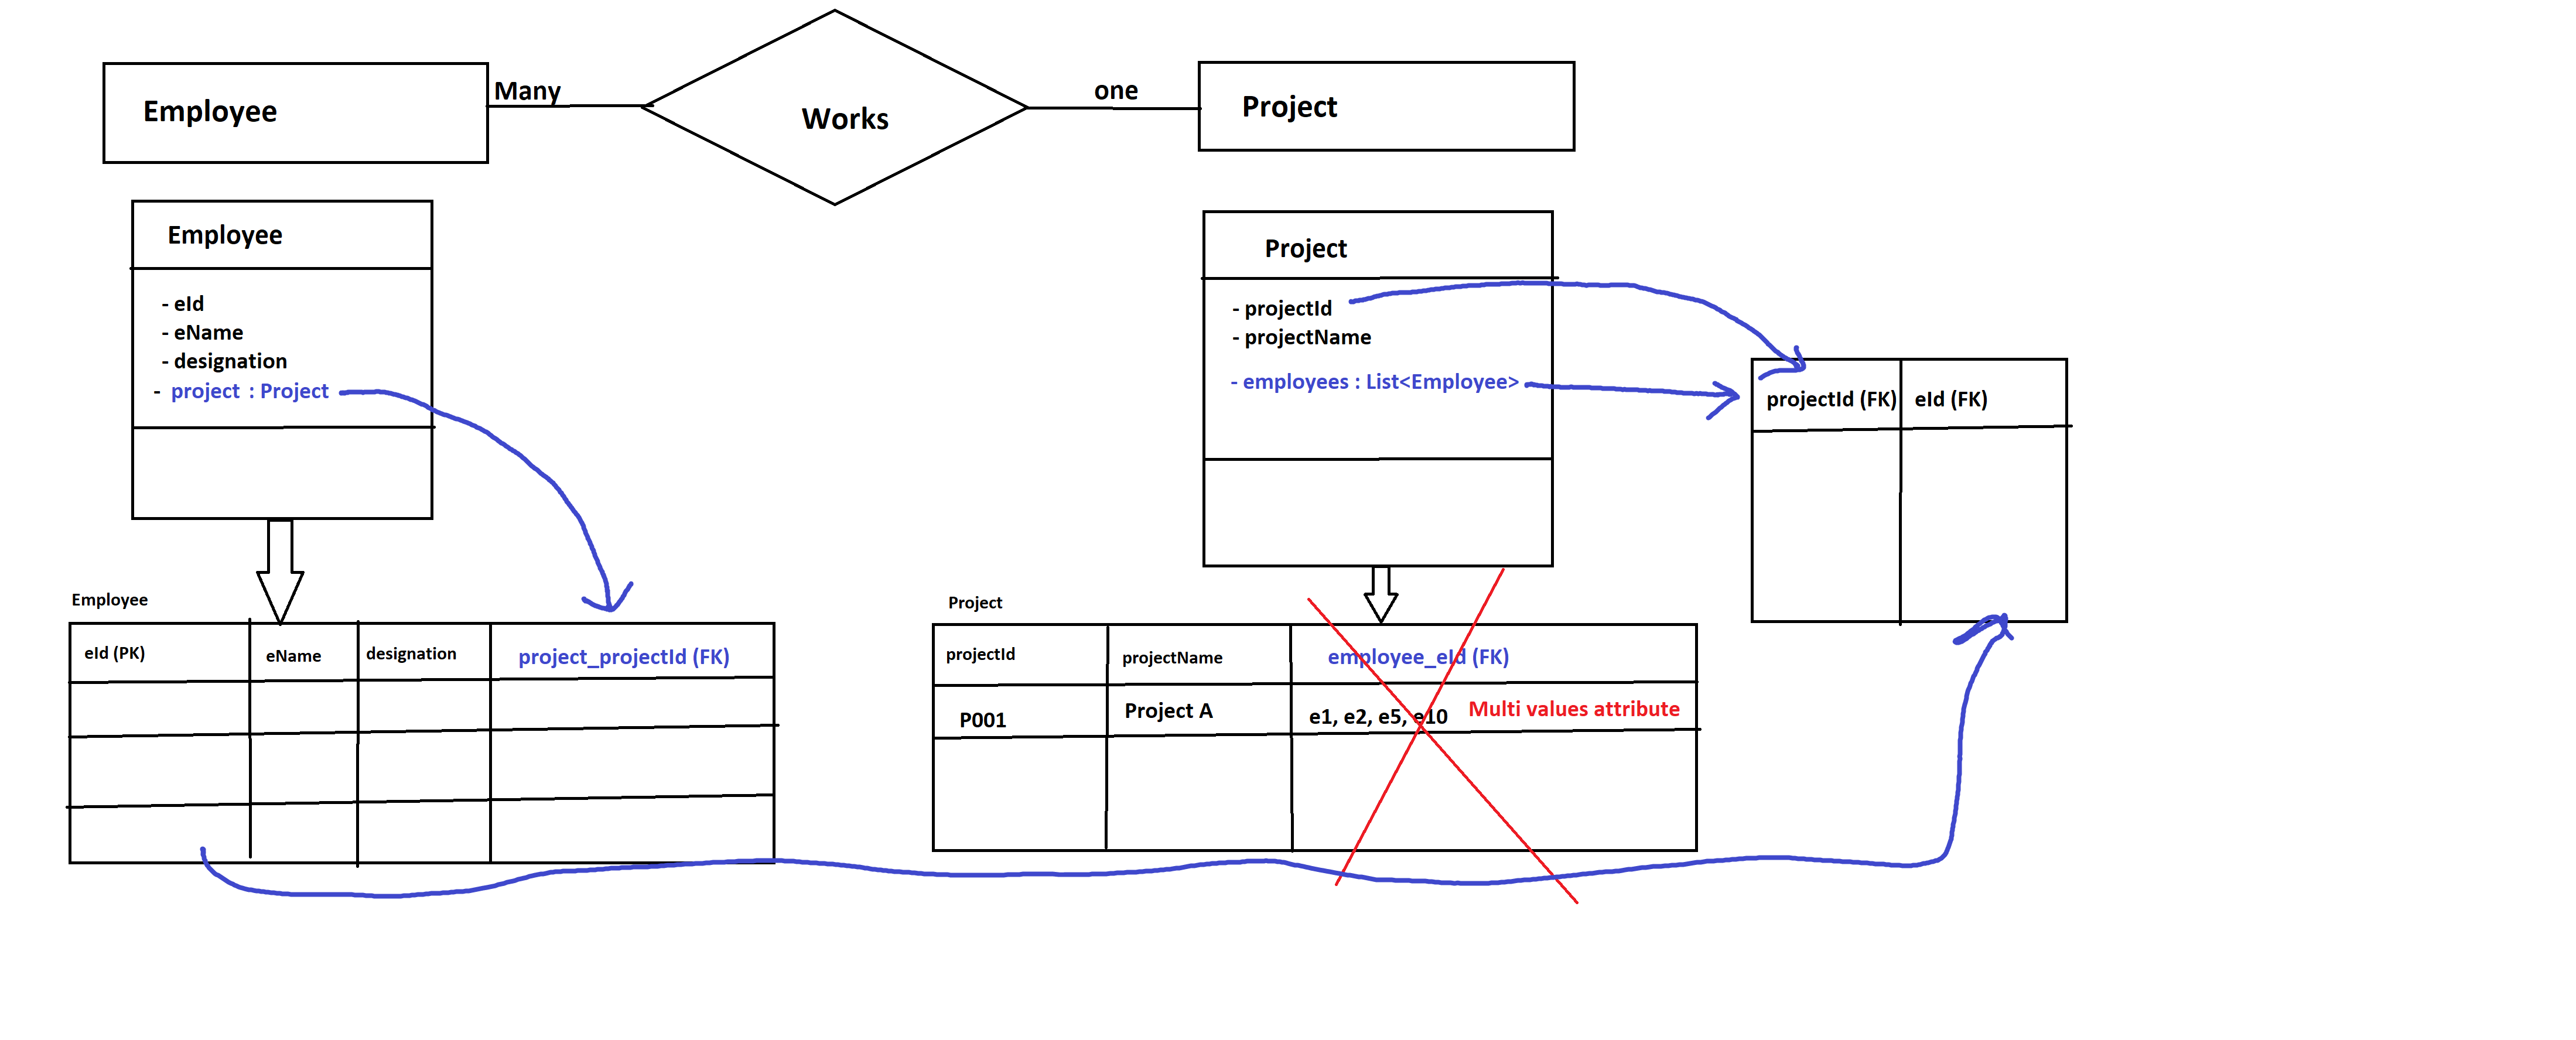 Employee
Many
Works
one
Project
Employee
- eId
- eName
- designation
- project : Project
Project
- projectId
- projectName
- employees : List<Employee>
projectId (FK) eId (FK)
Employee
eId (PK) eName designation project_projectId (FK)
Project
projectId projectName employee_eId (FK)
P001 Project A e1, e2, e5, e10 Multi values attribute